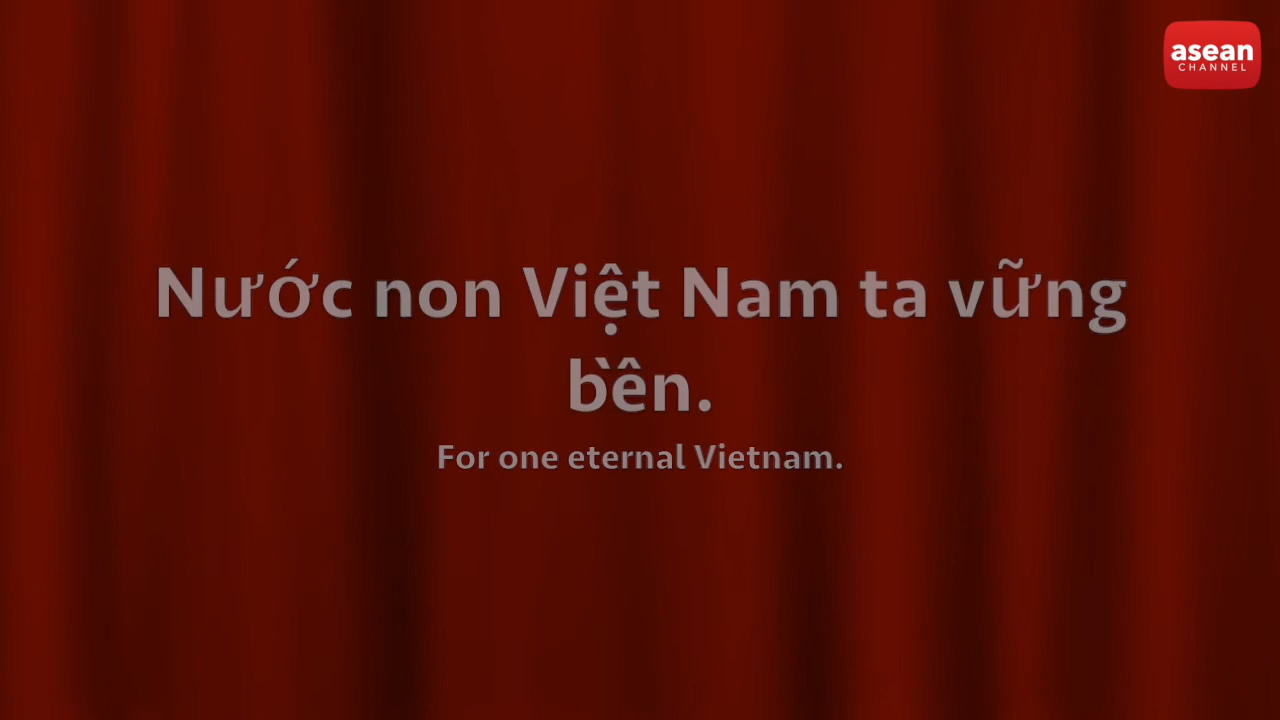 asean
CHANNEL
Nước non Việt Nam ta vững
bền.
For one eternal Vietnam.